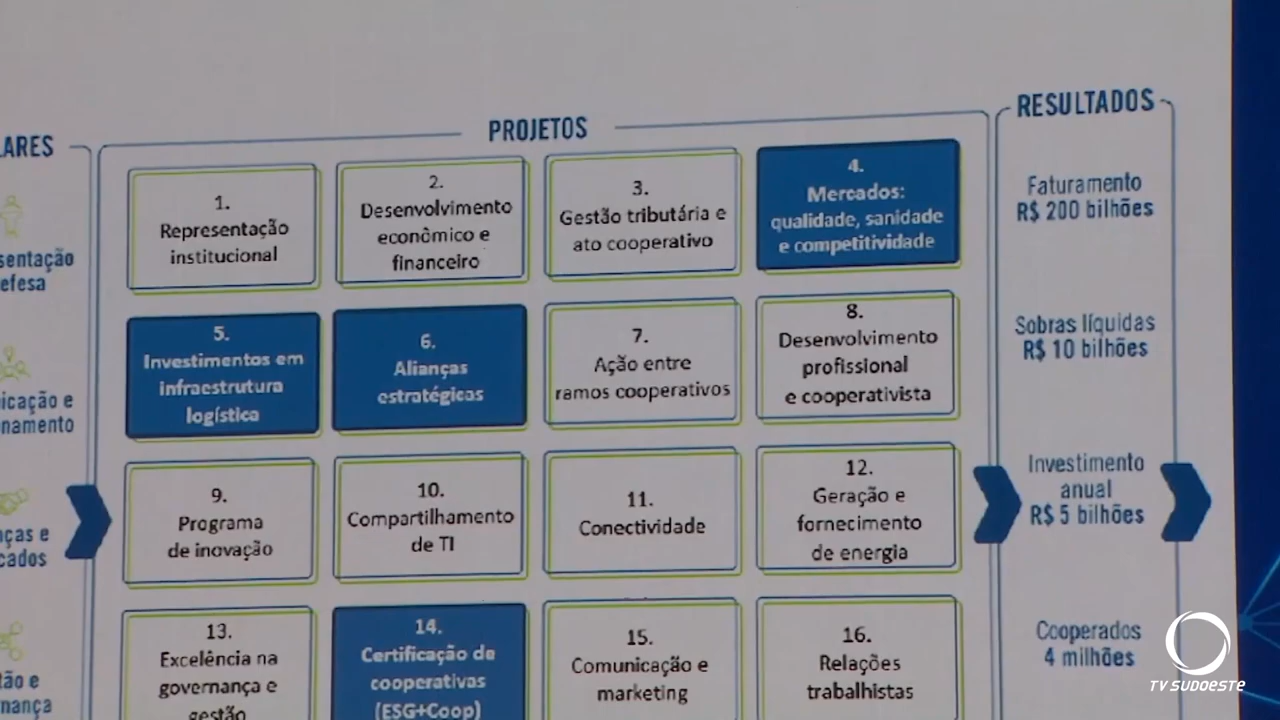 LARES
sentação
efesa
icação e
namento
ças e
cados
tão e
nança
PROJETOS
1.
Representação
institucional
2.
Desenvolvimento
econômico e
financeiro
3.
Gestão tributária e
ato cooperativo
4.
Mercados:
qualidade, sanidade
e competitividade
5.
Investimentos em
infraestrutura
logística
6.
Alianças
estratégicas
7.
Ação entre
ramos cooperativos
8.
Desenvolvimento
profissional
e cooperativista
9.
Programa
de inovação
10.
Compartilhamento
de TI
11.
Conectividade
12.
Geração e
fornecimento
de energia
13.
Excelência na
governança e
gestão
14.
Certificação de
cooperativas
(ESG+Coop)
15.
Comunicação e
marketing
16.
Relações
trabalhistas
RESULTADOS
Faturamento
R$ 200 bilhões
Sobras líquidas
R$ 10 bilhões
Investimento
anual
R$ 5 bilhões
Cooperados
4 milhões
TV SUDOESTE